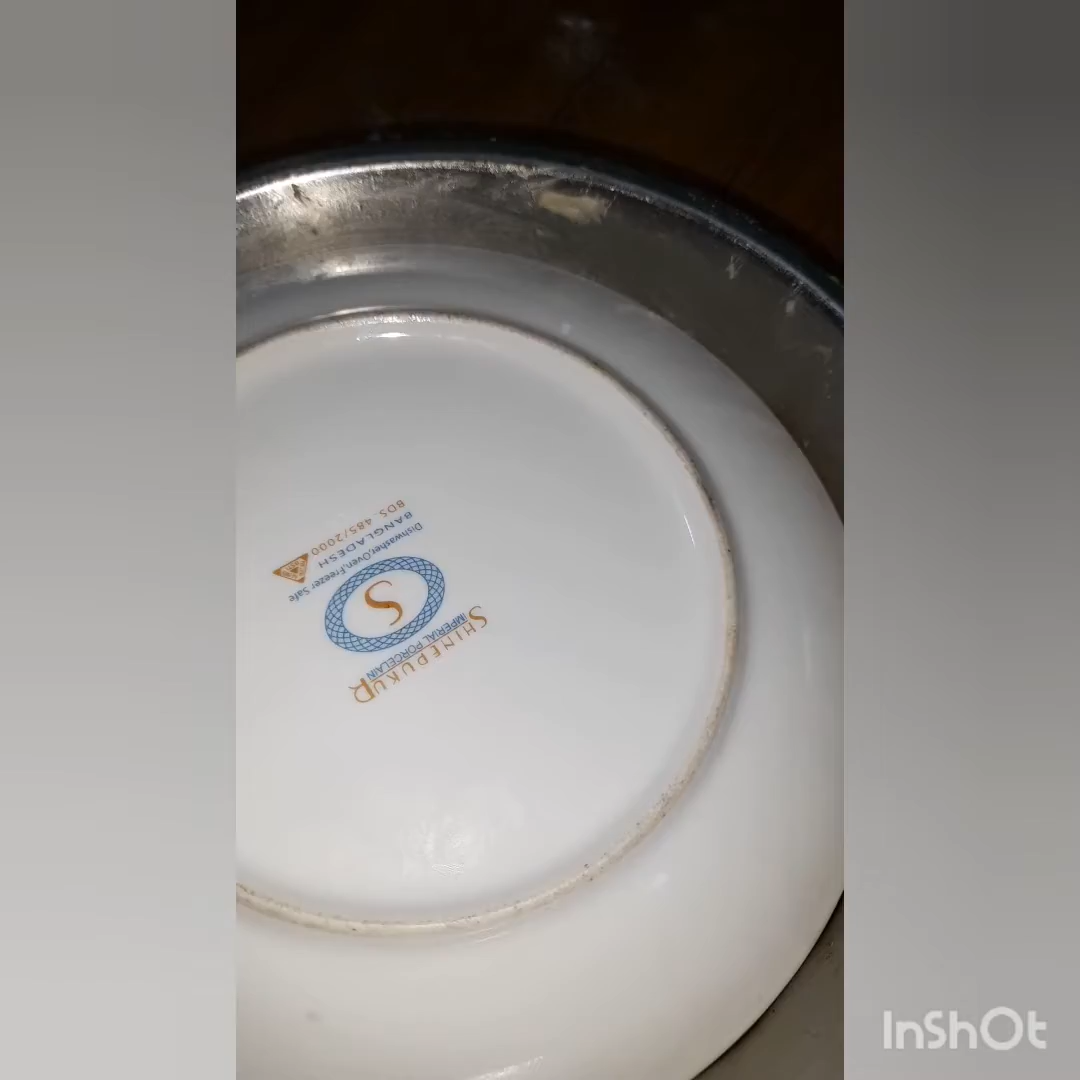 SHINEPUKUR
IMPERIAL PORCELAIN
S
Dishwasher,Oven,Freezer Safe
BANGLADESH
BDS. 485/2000
InShOt